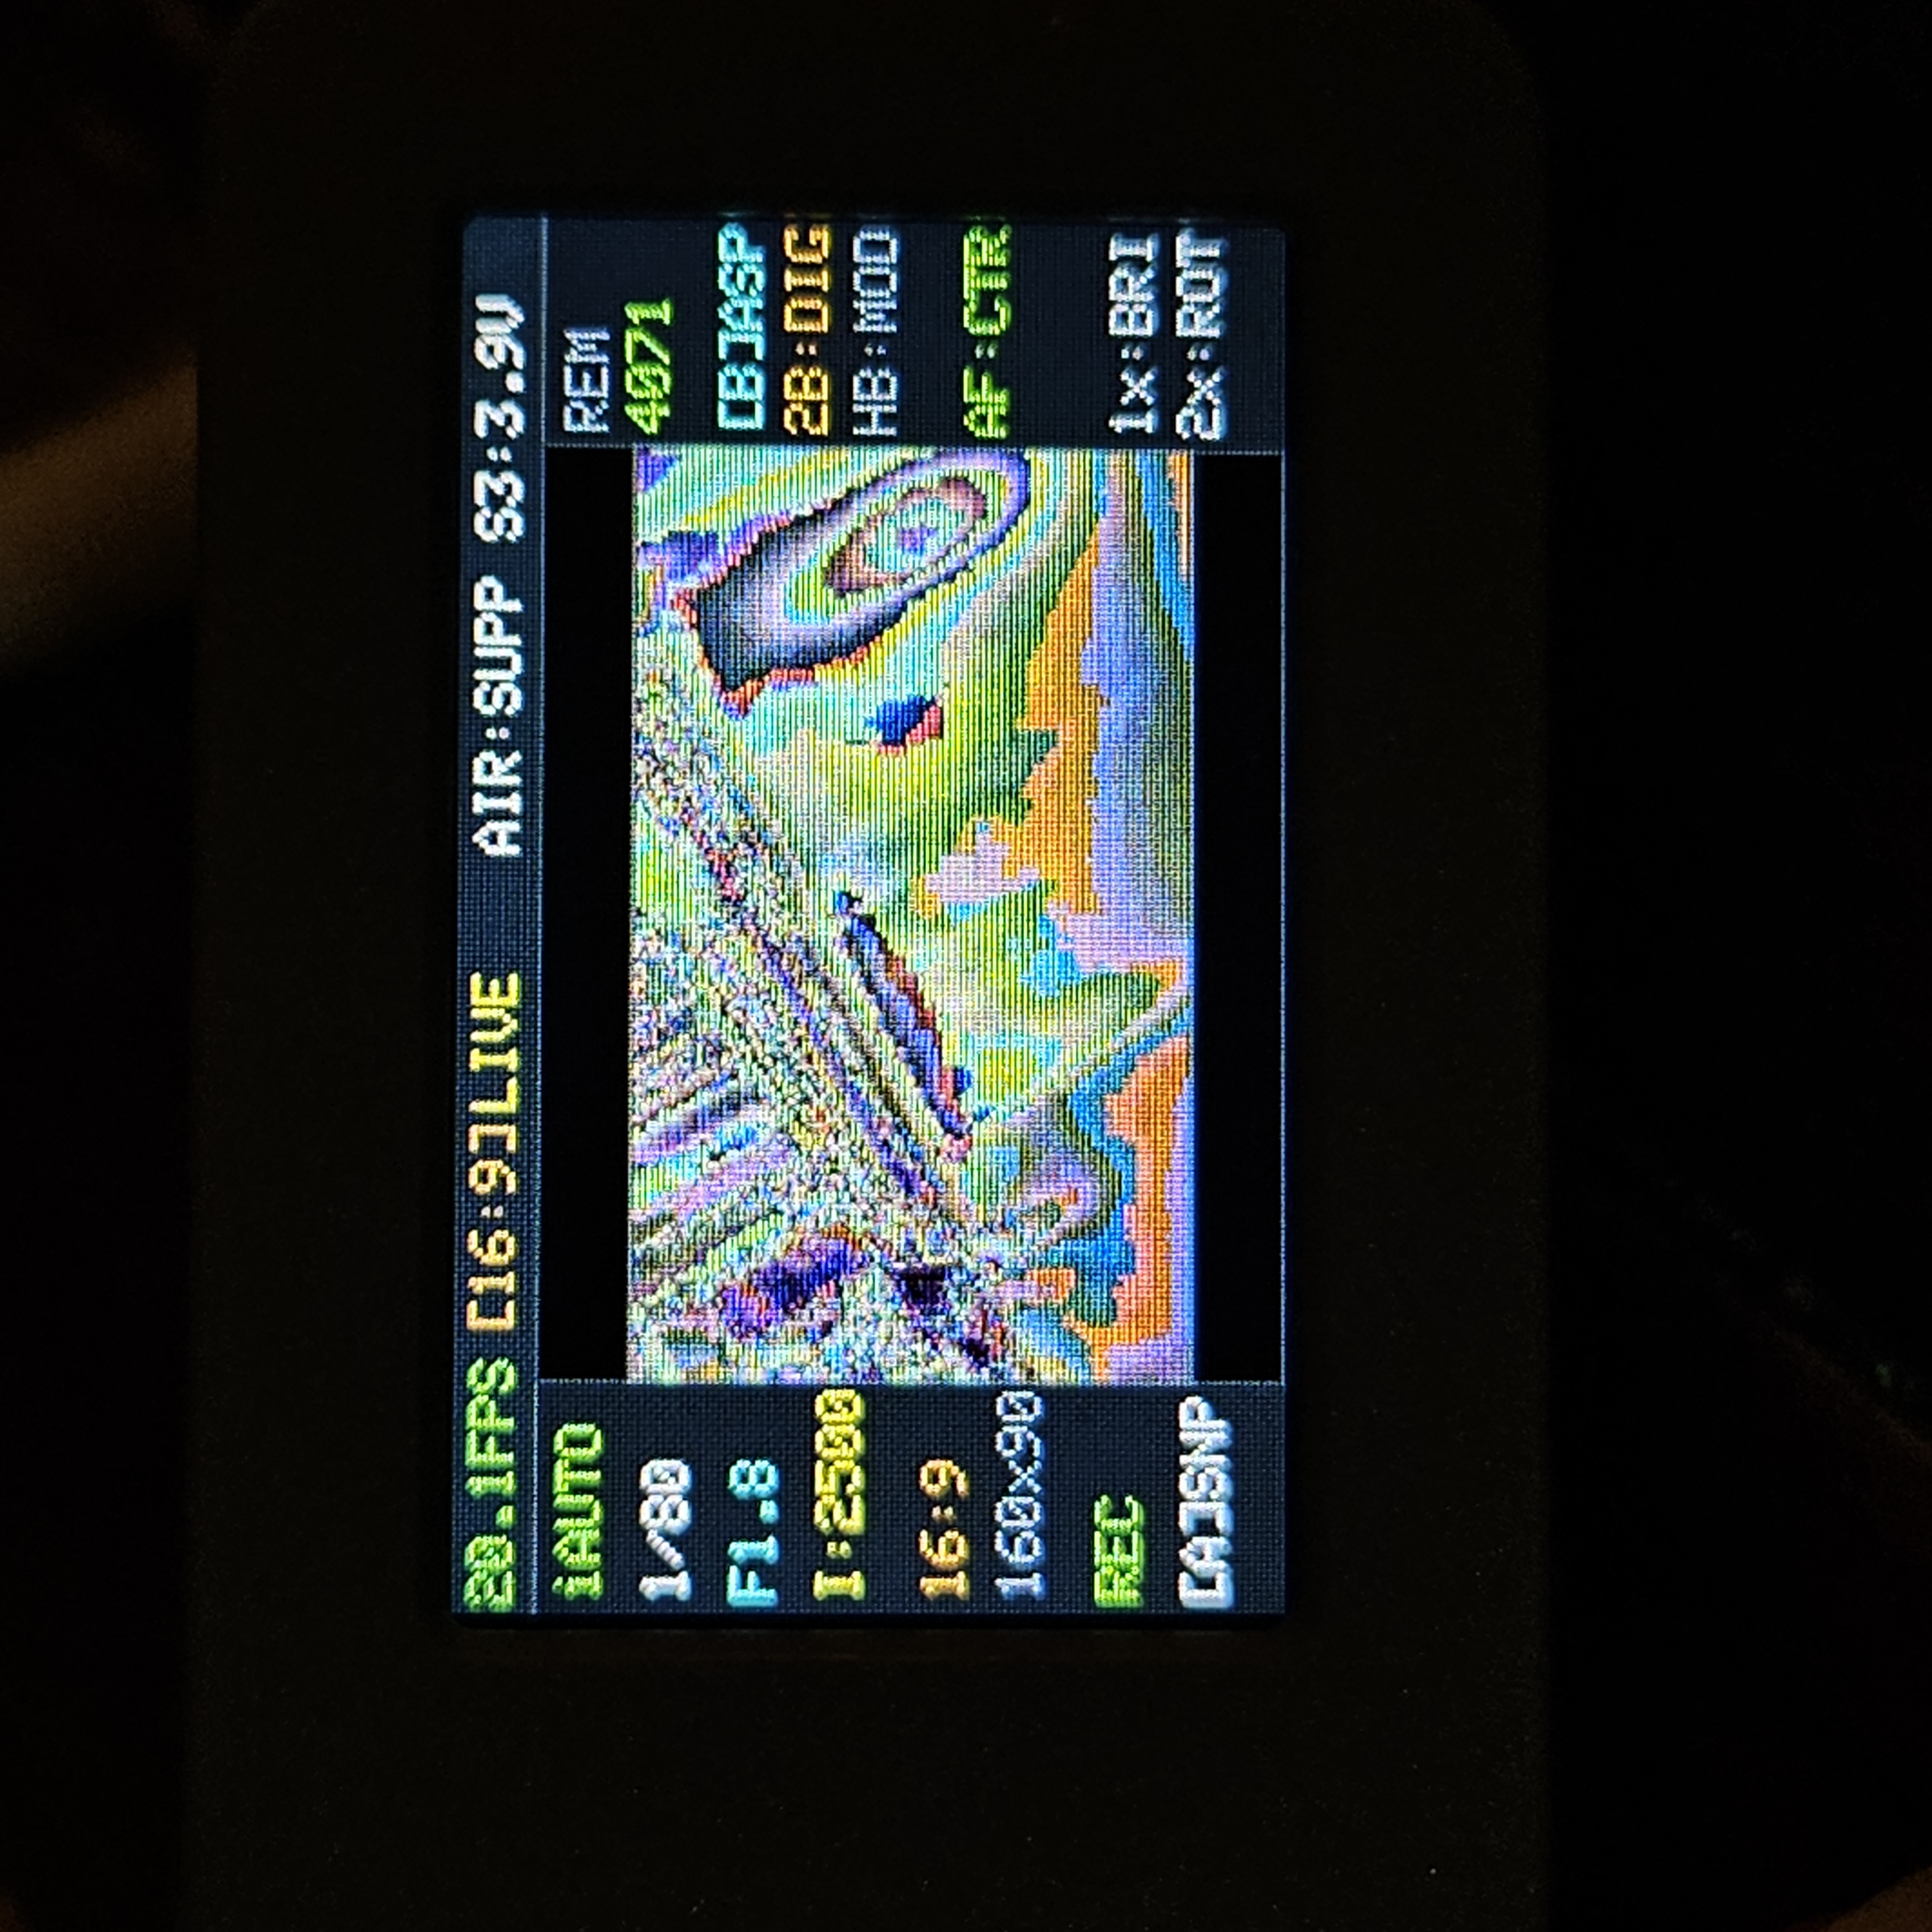 20.1FPS [16:9]LIVE AIR:SUPP S3:3.9V
iAUTO
1/80
F1.8
I:2500
16:9
160x90
REC
[A]SNP
REM
4071
[B]ASP
2B:DIG
HB:MOD
AF:CTR
1x:BRI
2x:ROT